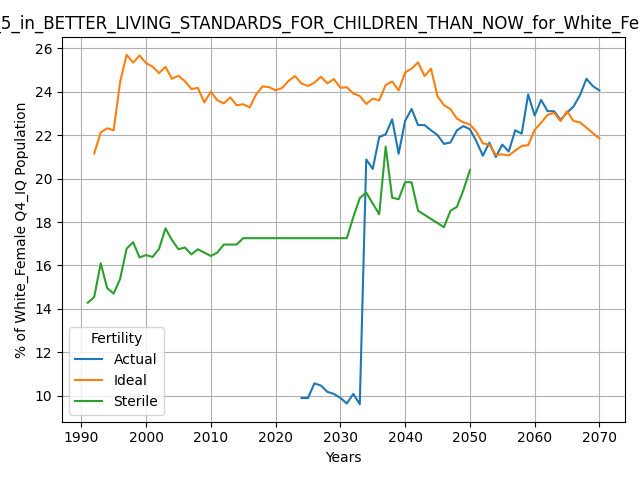 _5_in_BETTER_LIVING_STANDARDS_FOR_CHILDREN_THAN_NOW_for_White_Fe
% of White_Female Q4_IQ Population
26
24
22
20
18
16
14
12
10
Fertility
Actual
Ideal
Sterile
1990 2000 2010 2020 2030 2040 2050 2060 2070
Years